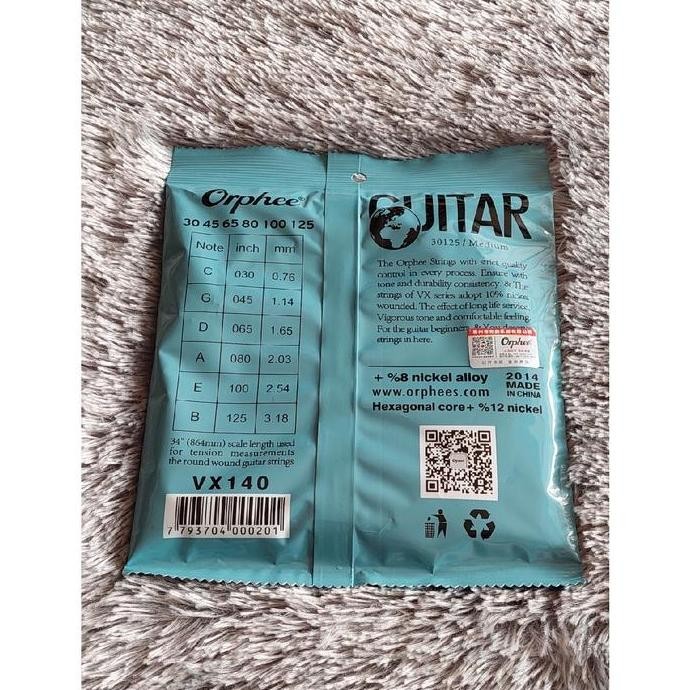 Orphee®
30 45 65 80 100 125
Note inch mm
C 030 0.76
G 045 1.14
D 065 1.65
A 080 2.03
E 100 2.54
B 125 3.18
34" (864mm) scale length used
for tension measurements
the round wound guitar strings
VX140
7 793704 000201
GUITAR
30125 / Medium
The Orphee Strings with strict quality
control in every process. Ensure with
tone and durability consistency. & The
strings of VX series adopt 10% nickel
wounded. The effect of long life service.
Vigorous tone and comfortable feeling.
For the guitar beginners &
strings in here.
Orphee
+ %8 nickel alloy
www.orphees.com
Hexagonal core+ %12 nickel
2014
MADE
IN CHINA